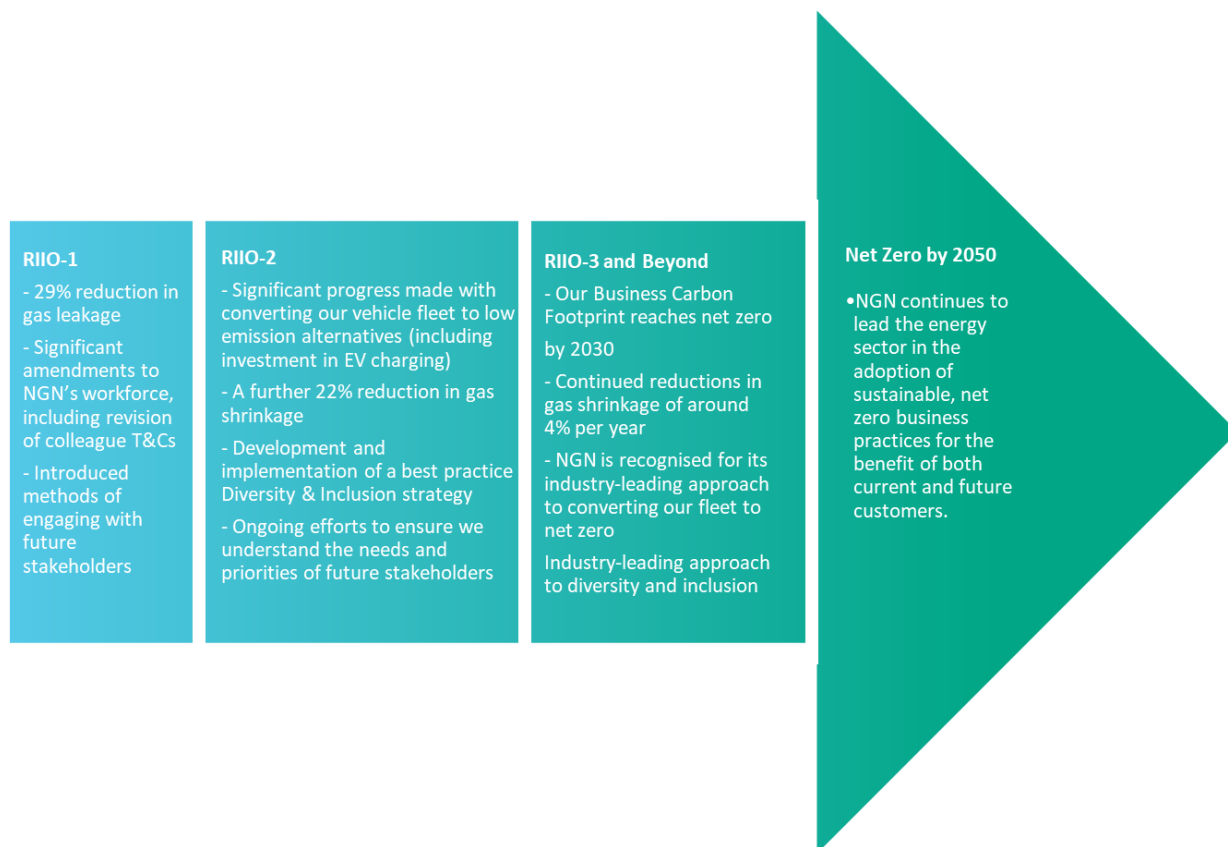 RIIO-1
- 29% reduction in
gas leakage
- Significant
amendments to
NGN's workforce,
including revision
of colleague T&Cs
- Introduced
methods of
engaging with
future
stakeholders
RIIO-2
- Significant progress made with
converting our vehicle fleet to low
emission alternatives (including
investment in EV charging)
- A further 22% reduction in gas
shrinkage
- Development and
implementation of a best practice
Diversity & Inclusion strategy
- Ongoing efforts to ensure we
understand the needs and
priorities of future stakeholders
RIIO-3 and Beyond
- Our Business Carbon
Footprint reaches net zero
by 2030
- Continued reductions in
gas shrinkage of around
4% per year
- NGN is recognised for its
industry-leading approach
to converting our fleet to
net zero
Industry-leading approach
to diversity and inclusion
Net Zero by 2050
•NGN continues to
lead the energy
sector in the
adoption of
sustainable, net
zero business
practices for the
benefit of both
current and future
customers.